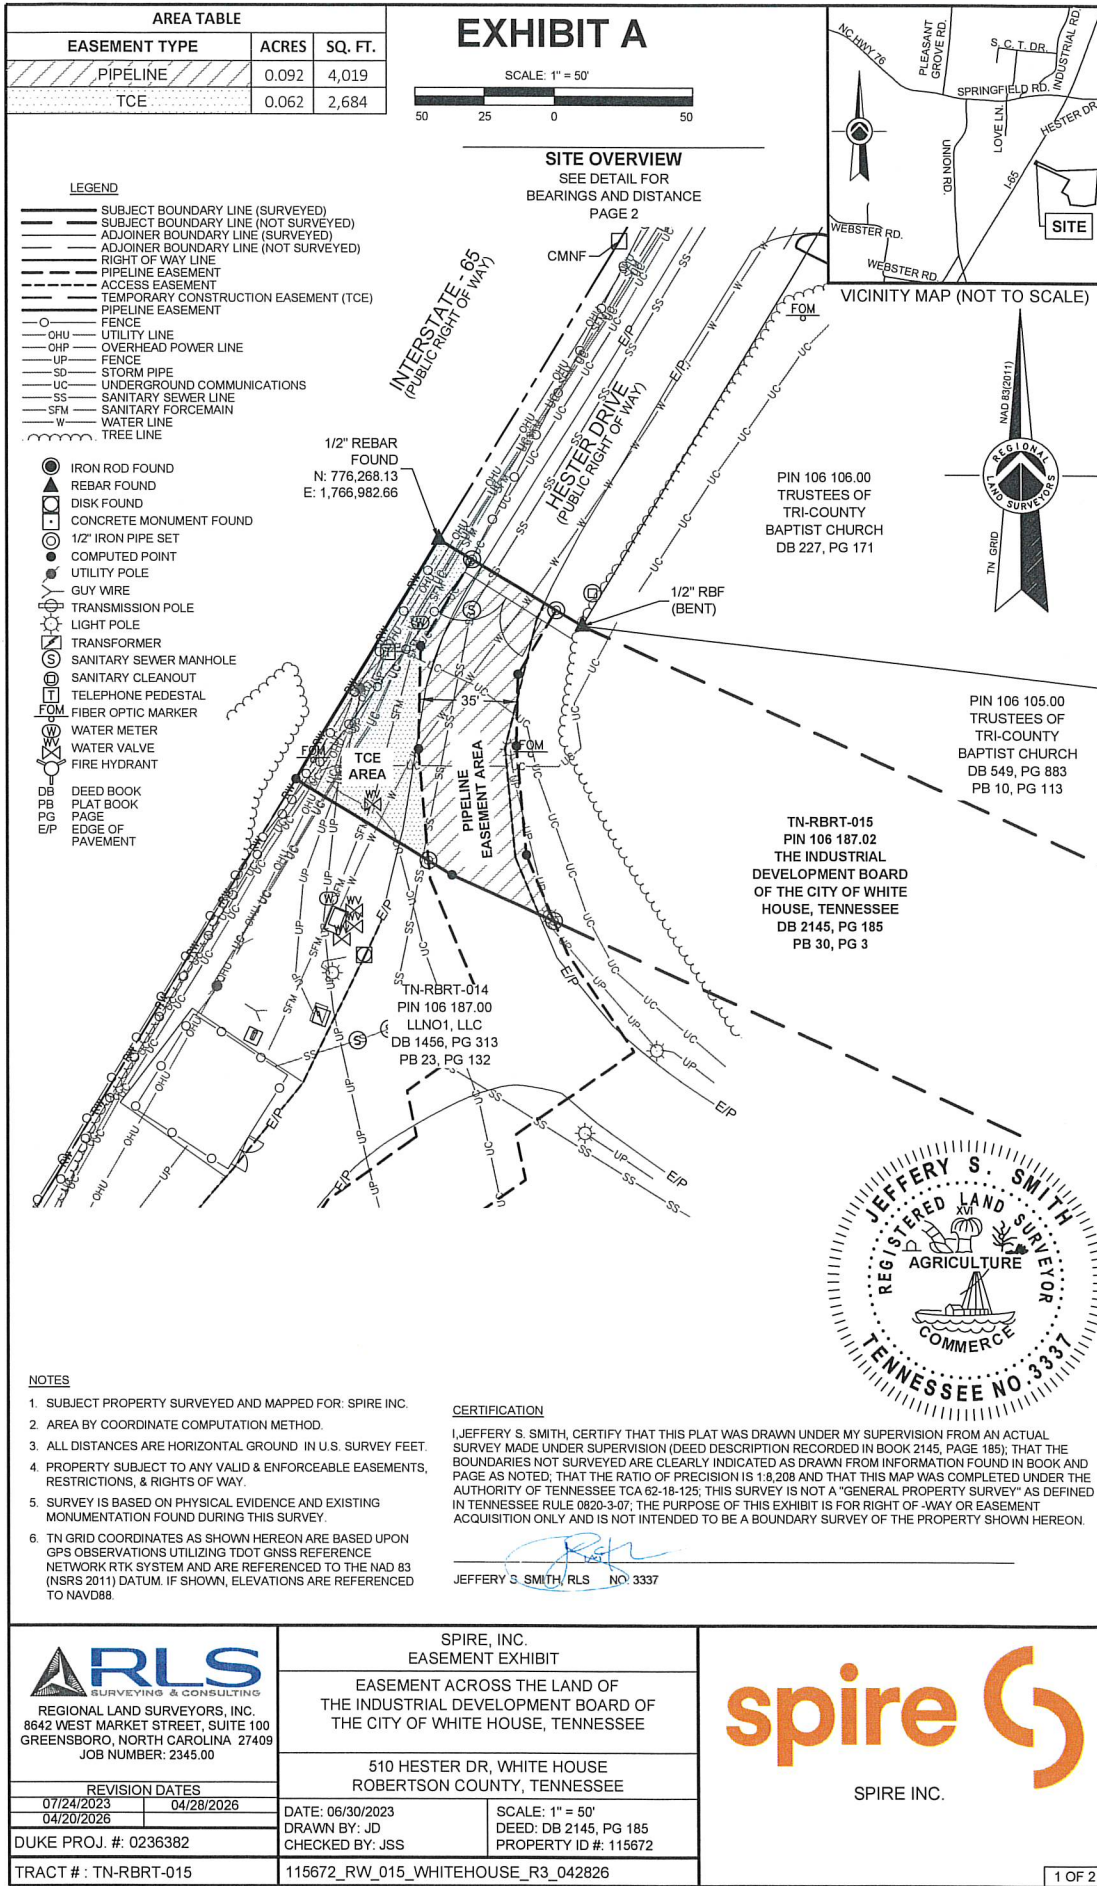 AREA TABLE
EASEMENT TYPE ACRES SQ. FT.
PIPELINE 0.092 4,019
TCE 0.062 2,684
EXHIBIT A
SCALE: 1" = 50'
50 25 0 50
SITE OVERVIEW
SEE DETAIL FOR
BEARINGS AND DISTANCE
PAGE 2
NC HWY 76
PLEASANT
GROVE RD.
S. C. T. DR.
INDUSTRIAL RD.
SPRINGFIELD RD.
LOVE LN.
HESTER DR
UNION RD.
I-65
WEBSTER RD.
WEBSTER RD
SITE
VICINITY MAP (NOT TO SCALE)
LEGEND
SUBJECT BOUNDARY LINE (SURVEYED)
SUBJECT BOUNDARY LINE (NOT SURVEYED)
ADJOINER BOUNDARY LINE (SURVEYED)
ADJOINER BOUNDARY LINE (NOT SURVEYED)
RIGHT OF WAY LINE
PIPELINE EASEMENT
ACCESS EASEMENT
TEMPORARY CONSTRUCTION EASEMENT (TCE)
PIPELINE EASEMENT
FENCE
OHU UTILITY LINE
OHP OVERHEAD POWER LINE
UP FENCE
SD STORM PIPE
UC UNDERGROUND COMMUNICATIONS
SS SANITARY SEWER LINE
SFM SANITARY FORCEMAIN
W WATER LINE
TREE LINE
IRON ROD FOUND
REBAR FOUND
DISK FOUND
CONCRETE MONUMENT FOUND
1/2" IRON PIPE SET
COMPUTED POINT
UTILITY POLE
GUY WIRE
TRANSMISSION POLE
LIGHT POLE
TRANSFORMER
S SANITARY SEWER MANHOLE
SANITARY CLEANOUT
T TELEPHONE PEDESTAL
FOM FIBER OPTIC MARKER
W WATER METER
WV WATER VALVE
FIRE HYDRANT
DB DEED BOOK
PB PLAT BOOK
PG PAGE
E/P EDGE OF
PAVEMENT
CMNF
INTERSTATE - 65
(PUBLIC RIGHT OF WAY)
HESTER DRIVE
(PUBLIC RIGHT OF WAY)
FOM
NAD 83(2011)
REGIONAL
LAND SURVEYORS
TN GRID
1/2" REBAR
FOUND
N: 776,268.13
E: 1,766,982.66
PIN 106 106.00
TRUSTEES OF
TRI-COUNTY
BAPTIST CHURCH
DB 227, PG 171
1/2" RBF
(BENT)
PIN 106 105.00
TRUSTEES OF
TRI-COUNTY
BAPTIST CHURCH
DB 549, PG 883
PB 10, PG 113
35'
FOM
FOM
TCE
AREA
PIPELINE
EASEMENT AREA
TN-RBRT-015
PIN 106 187.02
THE INDUSTRIAL
DEVELOPMENT BOARD
OF THE CITY OF WHITE
HOUSE, TENNESSEE
DB 2145, PG 185
PB 30, PG 3
TN-RBRT-014
PIN 106 187.00
LLNO1, LLC
DB 1456, PG 313
PB 23, PG 132
E/P
E/P
E/P
E/P
E/P
E/P
E/P
E/P
JEFFERY S. SMITH
REGISTERED LAND SURVEYOR
XVI
AGRICULTURE
COMMERCE
TENNESSEE NO. 3337
NOTES
1. SUBJECT PROPERTY SURVEYED AND MAPPED FOR: SPIRE INC.
2. AREA BY COORDINATE COMPUTATION METHOD.
3. ALL DISTANCES ARE HORIZONTAL GROUND IN U.S. SURVEY FEET.
4. PROPERTY SUBJECT TO ANY VALID & ENFORCEABLE EASEMENTS,
RESTRICTIONS, & RIGHTS OF WAY.
5. SURVEY IS BASED ON PHYSICAL EVIDENCE AND EXISTING
MONUMENTATION FOUND DURING THIS SURVEY.
6. TN GRID COORDINATES AS SHOWN HEREON ARE BASED UPON
GPS OBSERVATIONS UTILIZING TDOT GNSS REFERENCE
NETWORK RTK SYSTEM AND ARE REFERENCED TO THE NAD 83
(NSRS 2011) DATUM. IF SHOWN, ELEVATIONS ARE REFERENCED
TO NAVD88.
CERTIFICATION
I,JEFFERY S. SMITH, CERTIFY THAT THIS PLAT WAS DRAWN UNDER MY SUPERVISION FROM AN ACTUAL
SURVEY MADE UNDER SUPERVISION (DEED DESCRIPTION RECORDED IN BOOK 2145, PAGE 185); THAT THE
BOUNDARIES NOT SURVEYED ARE CLEARLY INDICATED AS DRAWN FROM INFORMATION FOUND IN BOOK AND
PAGE AS NOTED; THAT THE RATIO OF PRECISION IS 1:8,208 AND THAT THIS MAP WAS COMPLETED UNDER THE
AUTHORITY OF TENNESSEE TCA 62-18-125; THIS SURVEY IS NOT A "GENERAL PROPERTY SURVEY" AS DEFINED
IN TENNESSEE RULE 0820-3-07; THE PURPOSE OF THIS EXHIBIT IS FOR RIGHT OF -WAY OR EASEMENT
ACQUISITION ONLY AND IS NOT INTENDED TO BE A BOUNDARY SURVEY OF THE PROPERTY SHOWN HEREON.
JEFFERY S SMITH, RLS NO. 3337
RLS
SURVEYING & CONSULTING
REGIONAL LAND SURVEYORS, INC.
8642 WEST MARKET STREET, SUITE 100
GREENSBORO, NORTH CAROLINA 27409
JOB NUMBER: 2345.00
REVISION DATES
07/24/2023 04/28/2026
04/20/2026
DUKE PROJ. #: 0236382
TRACT # : TN-RBRT-015
SPIRE, INC.
EASEMENT EXHIBIT
EASEMENT ACROSS THE LAND OF
THE INDUSTRIAL DEVELOPMENT BOARD OF
THE CITY OF WHITE HOUSE, TENNESSEE
510 HESTER DR, WHITE HOUSE
ROBERTSON COUNTY, TENNESSEE
DATE: 06/30/2023
DRAWN BY: JD
CHECKED BY: JSS
SCALE: 1" = 50'
DEED: DB 2145, PG 185
PROPERTY ID #: 115672
115672_RW_015_WHITEHOUSE_R3_042826
spire
SPIRE INC.
1 OF 2